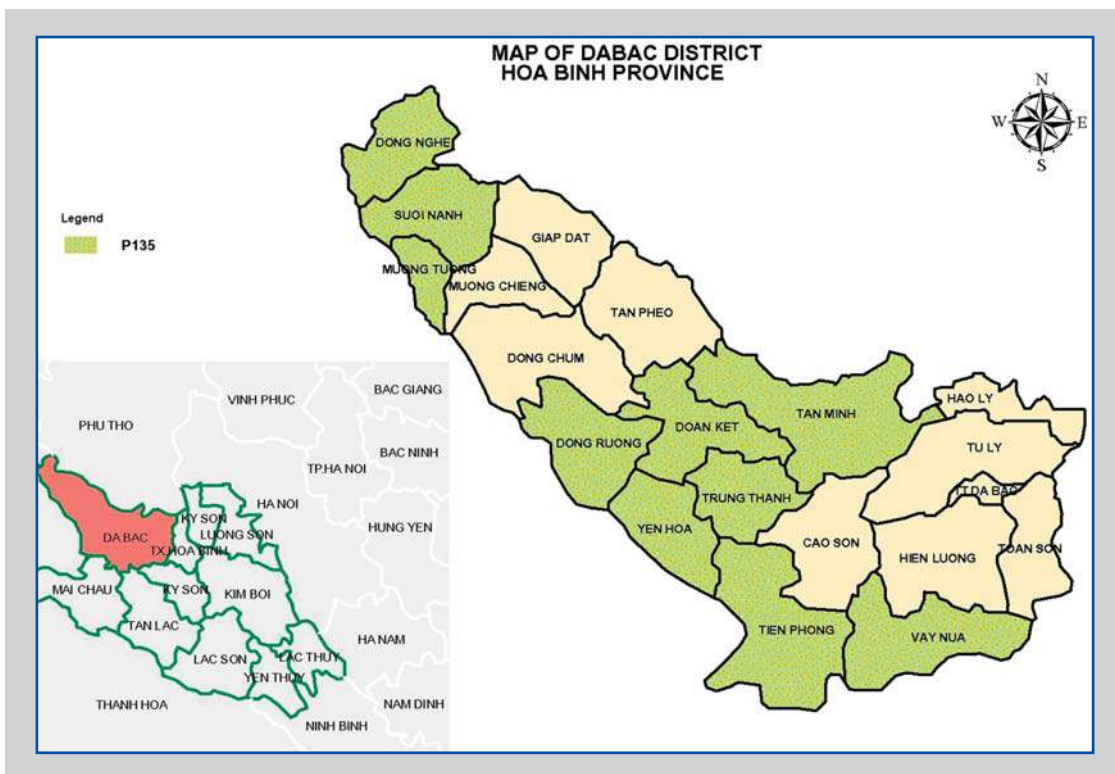 MAP OF DABAC DISTRICT
HOA BINH PROVINCE
N
W
E
S
Legend
P135
DONG NGHE
SUOI NANH
GIAP DAT
MUONG TUONG
MUONG CHIENG
TAN PHEO
DONG CHUM
HAO LY
TAN MINH
DOAN KET
DONG RUONG
TU LY
TT DA BAC
TRUNG THANH
YEN HOA
CAO SON
HIEN LUONG
TOAN SON
TIEN PHONG
VAY NUA
BAC GIANG
VINH PHUC
PHU THO
BAC NINH
TP.HA NOI
HA NOI
KY SON
HUNG YEN
LUONG SON
DA BAC
TX.HOA BINH
MAI CHAU
KY SON
KIM BOI
TAN LAC
HA NAM
LAC SON
LAC THUY
YEN THUY
THANH HOA
NAM DINH
NINH BINH